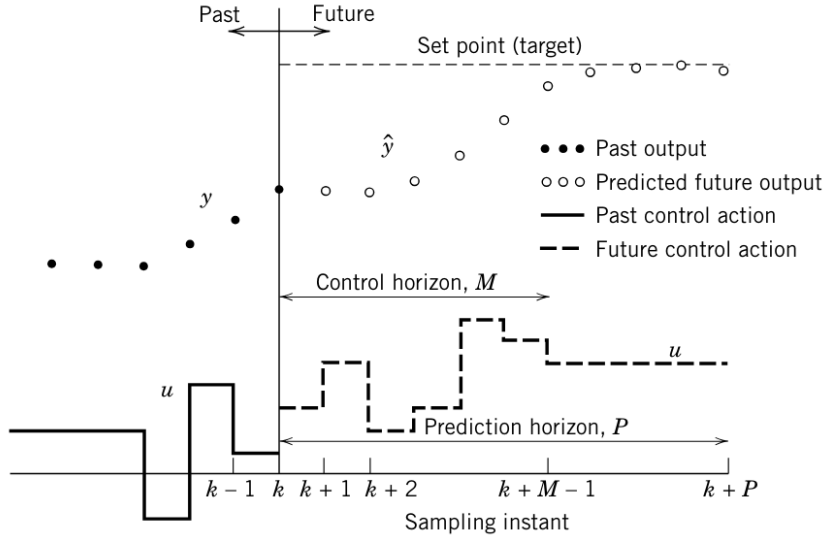 Past Future
Set point (target)
ŷ
y
Past output
Predicted future output
Past control action
Future control action
Control horizon, M
u
u
Prediction horizon, P
k − 1 k k + 1 k + 2 k + M − 1 k + P
Sampling instant